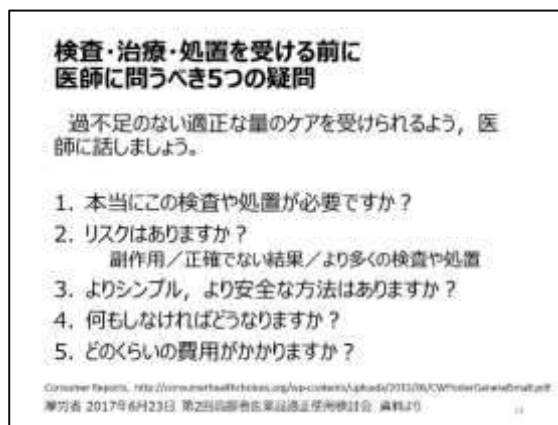 検査・治療・処置を受ける前に
医師に問うべき5つの疑問
過不足のない適正な量のケアを受けられるよう，医
師に話しましょう。
1. 本当にこの検査や処置が必要ですか？
2. リスクはありますか？
副作用／正確でない結果／より多くの検査や処置
3. よりシンプル，より安全な方法はありますか？
4. 何もしなければどうなりますか？
5. どのくらいの費用がかかりますか？
Consumer Reports,
厚労省 2017年6月23日 第2回高齢者医薬品適正使用検討会 資料より